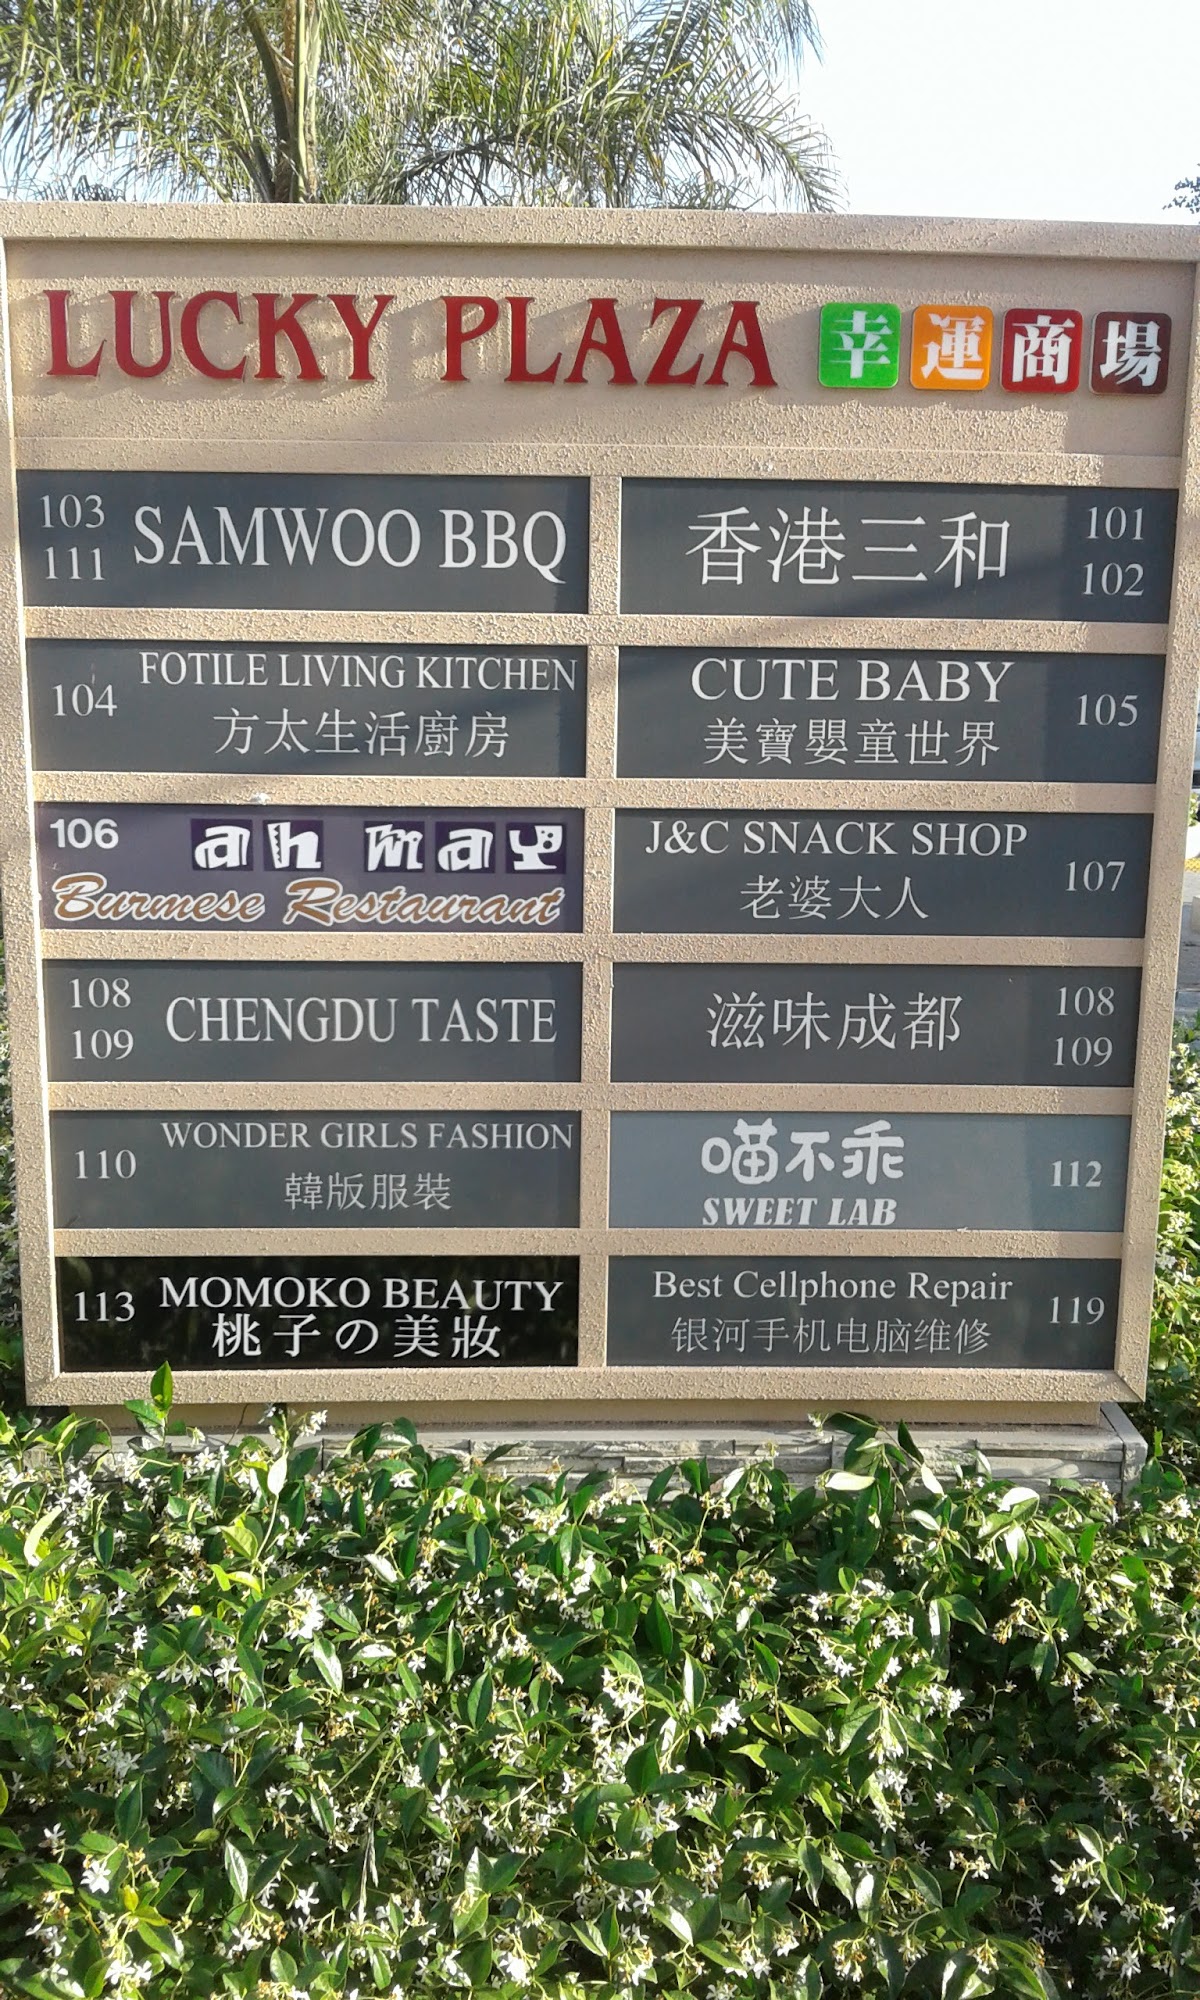 LUCKY PLAZA 幸運商場
103
111
SAMWOO BBQ
香港三和
101
102
104
FOTILE LIVING KITCHEN
方太生活廚房
CUTE BABY
美寶嬰童世界
105
106
ah may
Burmese Restaurant
J&C SNACK SHOP
老婆大人
107
108
109
CHENGDU TASTE
滋味成都
108
109
110
WONDER GIRLS FASHION
韓版服裝
喵不乖
SWEET LAB
112
113
MOMOKO BEAUTY
桃子の美妝
Best Cellphone Repair
银河手机电脑维修
119